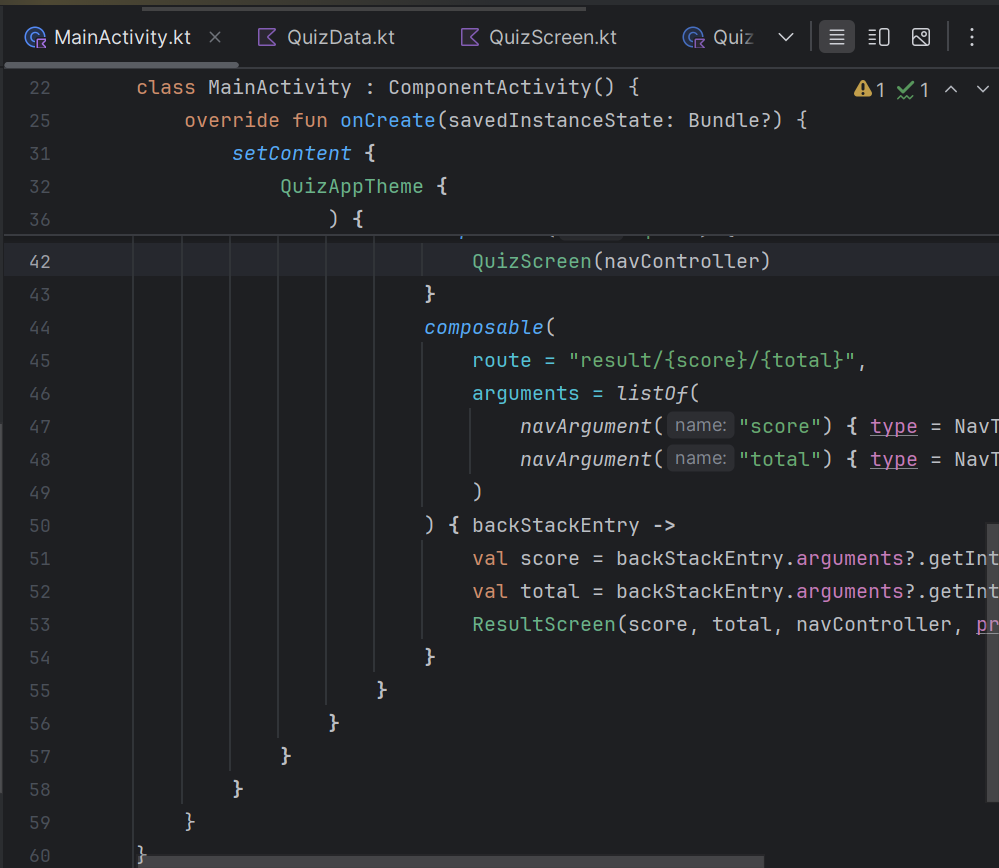 MainActivity.kt × QuizData.kt QuizScreen.kt Quiz
22 class MainActivity : ComponentActivity() { 1 1
25 override fun onCreate(savedInstanceState: Bundle?) {
31 setContent {
32 QuizAppTheme {
36 ) {
42 QuizScreen(navController)
43 }
44 composable(
45 route = "result/{score}/{total}",
46 arguments = listOf(
47 navArgument( name: "score") { type = NavT
48 navArgument( name: "total") { type = NavT
49 )
50 ) { backStackEntry ->
51 val score = backStackEntry.arguments?.getInt
52 val total = backStackEntry.arguments?.getInt
53 ResultScreen(score, total, navController, pr
54 }
55 }
56 }
57 }
58 }
59 }
60 }